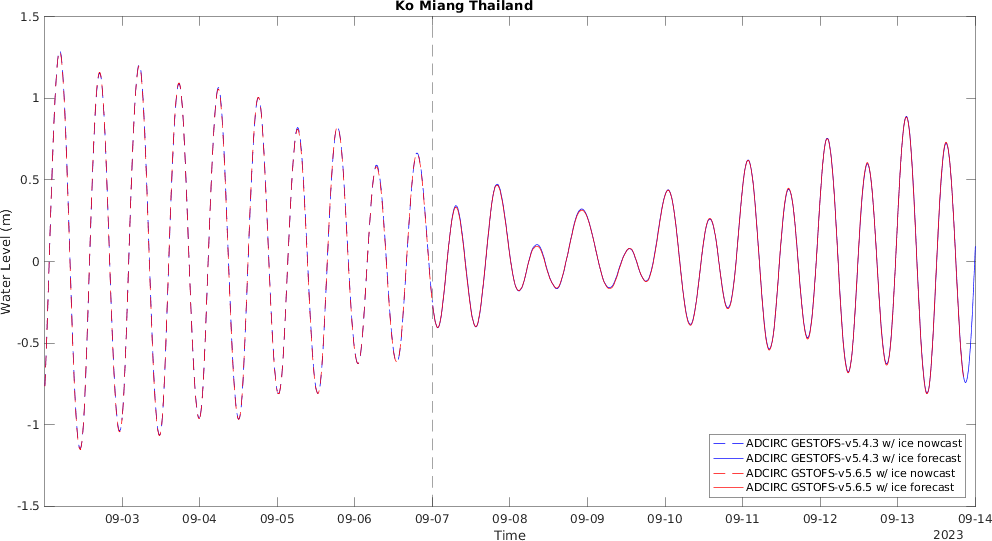 Ko Miang Thailand
1.5
1
0.5
0
-0.5
-1
-1.5
Water Level (m)
ADCIRC GESTOFS-v5.4.3 w/ ice nowcast
ADCIRC GESTOFS-v5.4.3 w/ ice forecast
ADCIRC GSTOFS-v5.6.5 w/ ice nowcast
ADCIRC GSTOFS-v5.6.5 w/ ice forecast
09-03 09-04 09-05 09-06 09-07 09-08 09-09 09-10 09-11 09-12 09-13 09-14
Time
2023